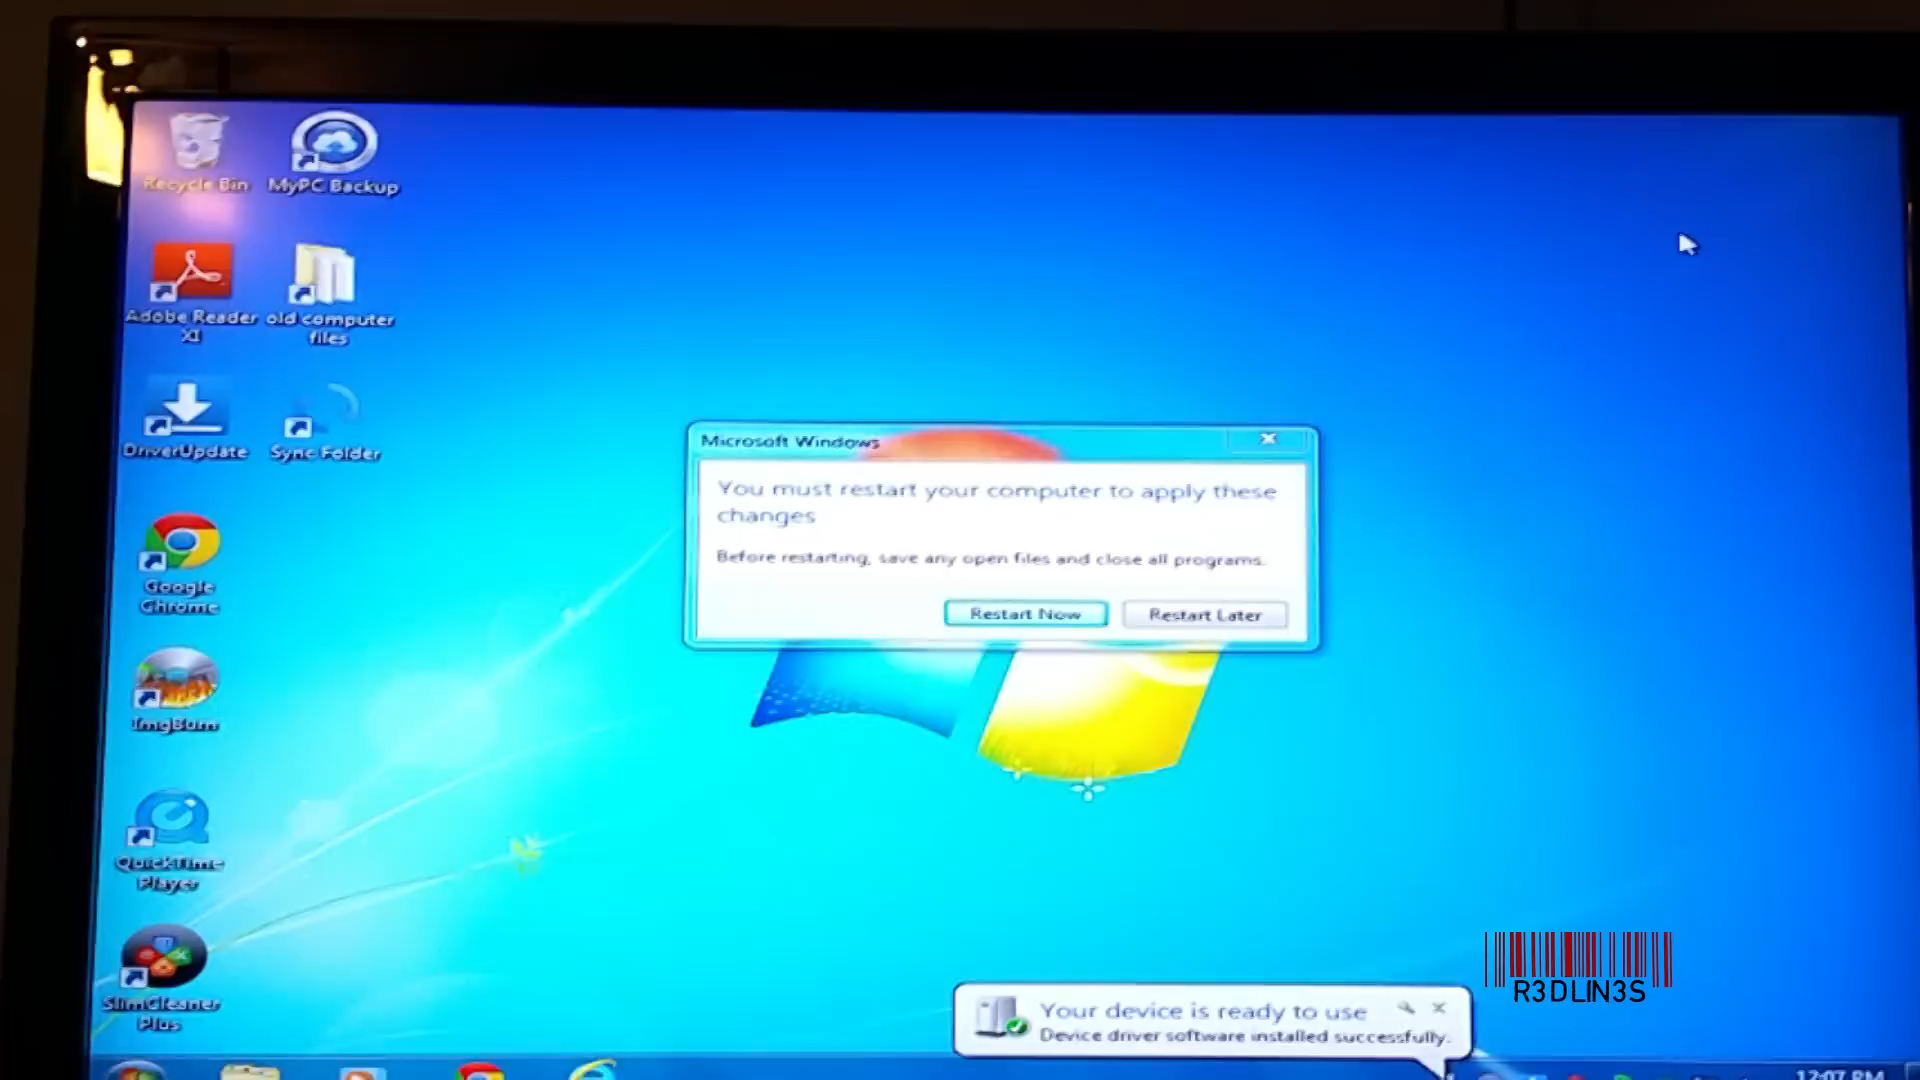 Recycle Bin
MyPC Backup
Adobe Reader
XI
old computer
files
DriverUpdate
Sync Folder
Google
Chrome
ImgBurn
QuickTime
Player
SlimCleaner
Plus
Microsoft Windows
You must restart your computer to apply these
changes
Before restarting, save any open files and close all programs.
Restart Now
Restart Later
Your device is ready to use
Device driver software installed successfully.
R3DLIN3S
12:07 PM